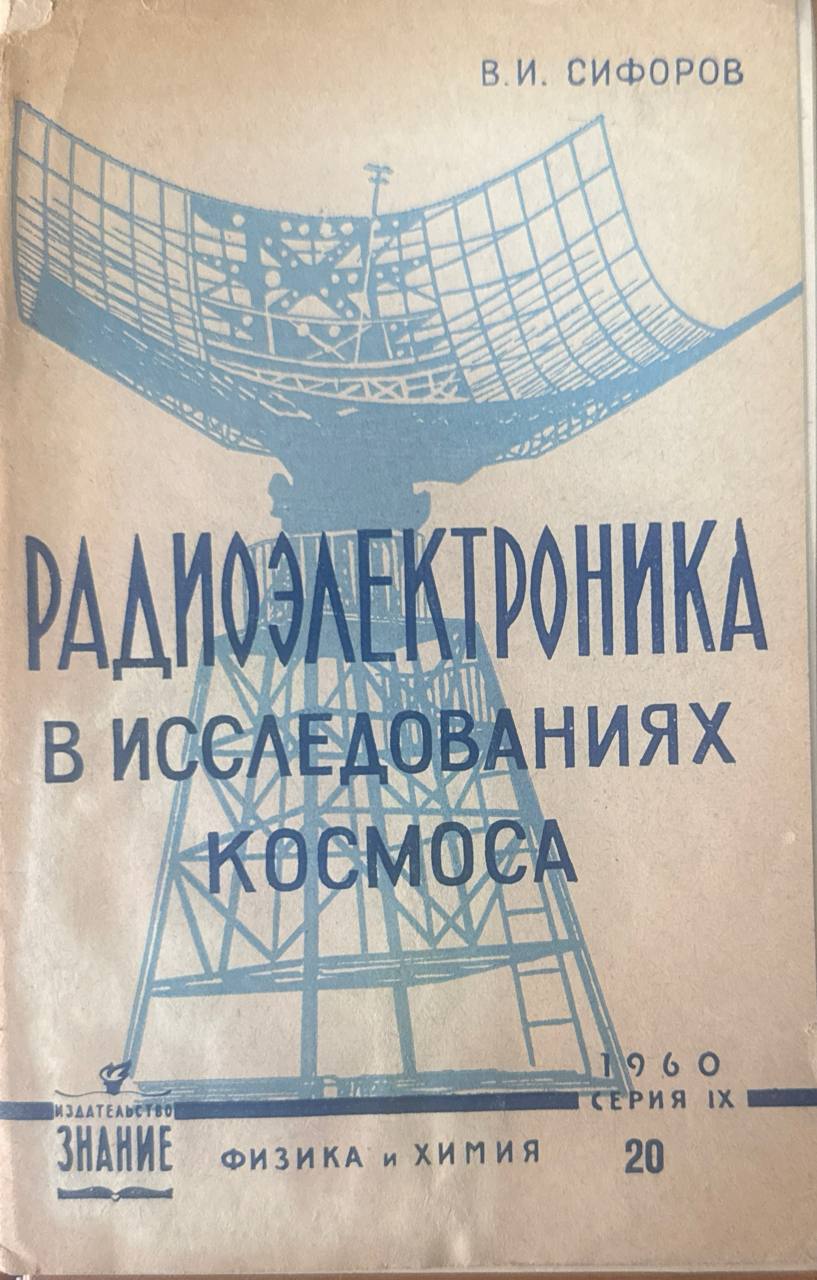 В.И. СИФОРОВ
РАДИОЭЛЕКТРОНИКА
В ИССЛЕДОВАНИЯХ
КОСМОСА
1960
СЕРИЯ IX
20
ИЗДАТЕЛЬСТВО
ЗНАНИЕ
ФИЗИКА и ХИМИЯ